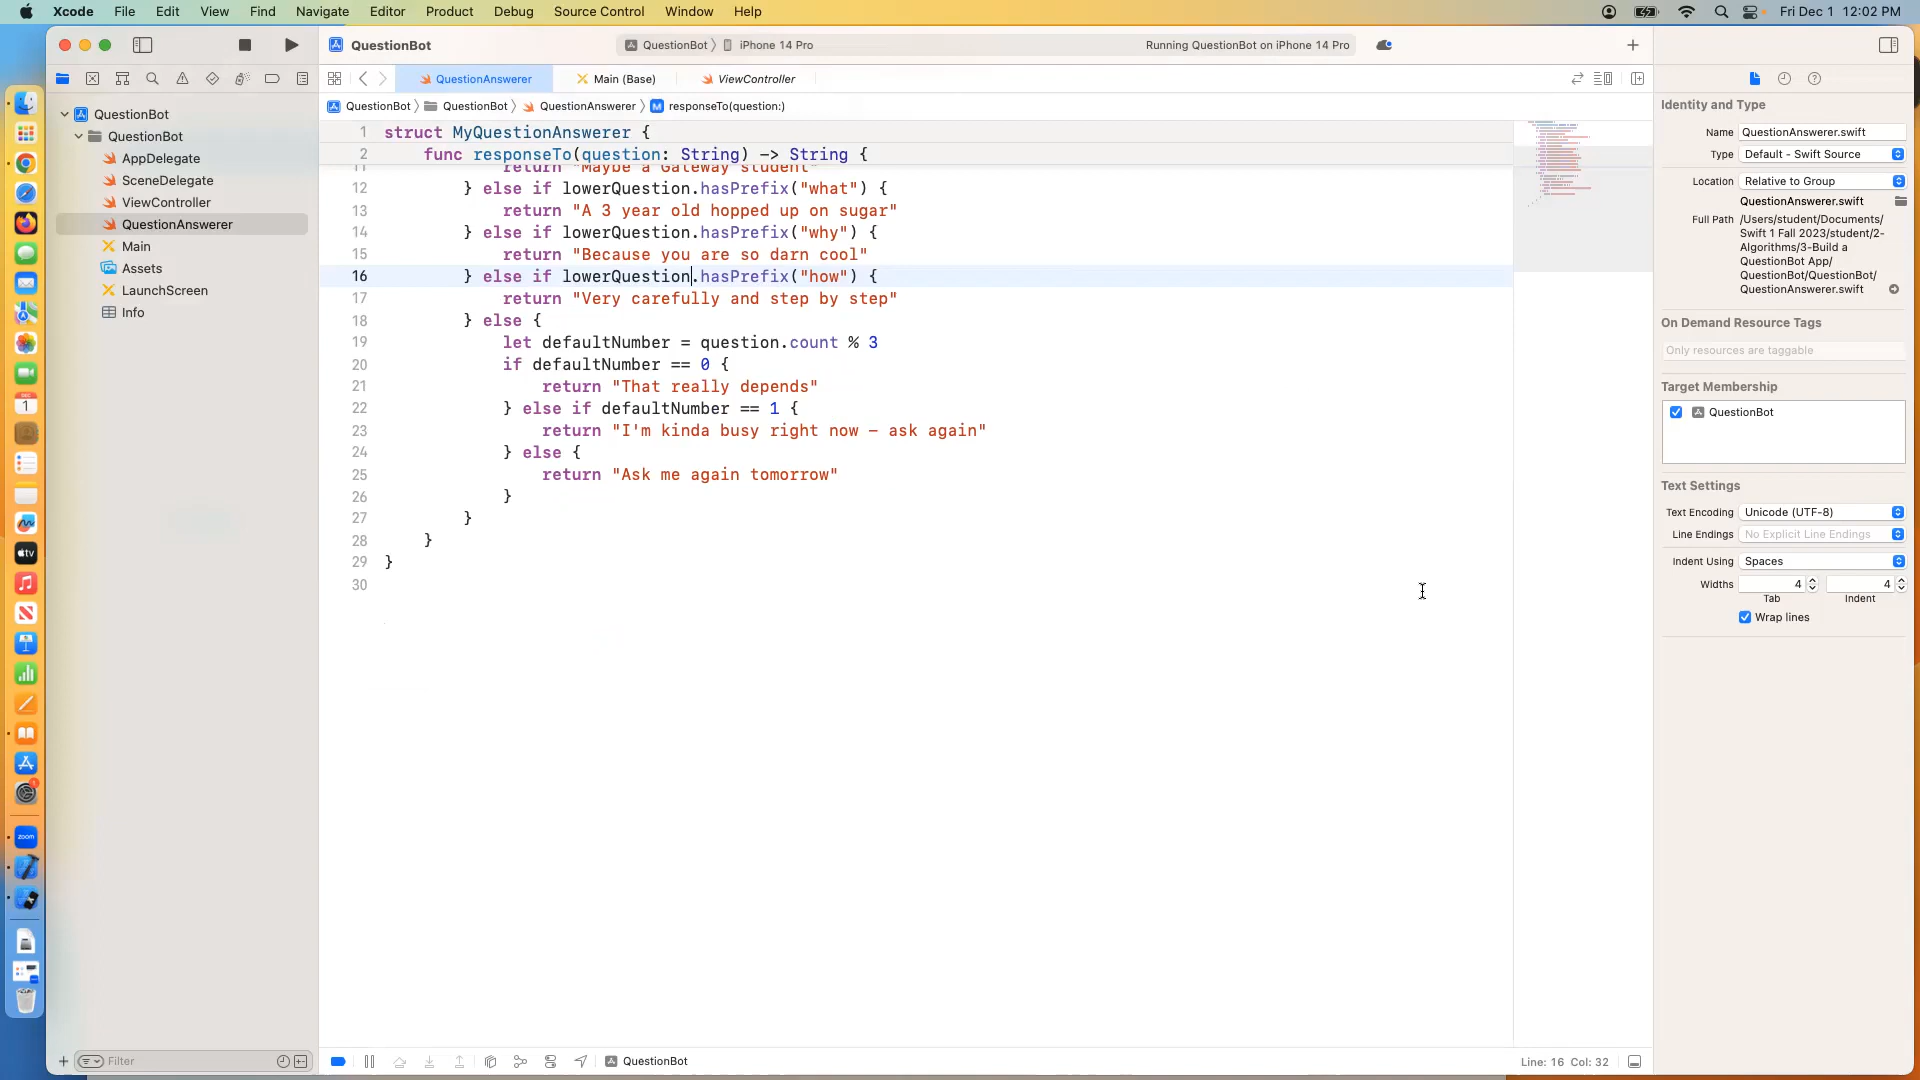 Xcode File Edit View Find Navigate Editor Product Debug Source Control Window Help
Fri Dec 1 12:02 PM
QuestionBot
QuestionBot iPhone 14 Pro
Running QuestionBot on iPhone 14 Pro
QuestionAnswerer
Main (Base)
ViewController
QuestionBot
QuestionBot
QuestionAnswerer
M responseTo(question:)
QuestionBot
QuestionBot
AppDelegate
SceneDelegate
ViewController
QuestionAnswerer
Main
Assets
LaunchScreen
Info
1 struct MyQuestionAnswerer {
2 func responseTo(question: String) -> String {
11 return "Maybe a Gateway student"
12 } else if lowerQuestion.hasPrefix("what") {
13 return "A 3 year old hopped up on sugar"
14 } else if lowerQuestion.hasPrefix("why") {
15 return "Because you are so darn cool"
16 } else if lowerQuestion.hasPrefix("how") {
17 return "Very carefully and step by step"
18 } else {
19 let defaultNumber = question.count % 3
20 if defaultNumber == 0 {
21 return "That really depends"
22 } else if defaultNumber == 1 {
23 return "I'm kinda busy right now – ask again"
24 } else {
25 return "Ask me again tomorrow"
26 }
27 }
28 }
29 }
30
Identity and Type
Name QuestionAnswerer.swift
Type Default - Swift Source
Location Relative to Group
QuestionAnswerer.swift
Full Path /Users/student/Documents/
Swift 1 Fall 2023/student/2-
Algorithms/3-Build a
QuestionBot App/
QuestionBot/QuestionBot/
QuestionAnswerer.swift
On Demand Resource Tags
Only resources are taggable
Target Membership
QuestionBot
Text Settings
Text Encoding Unicode (UTF-8)
Line Endings No Explicit Line Endings
Indent Using Spaces
Widths 4 4
Tab Indent
Wrap lines
DEC
1
tv
zoom
1
Filter
QuestionBot
Line: 16 Col: 32